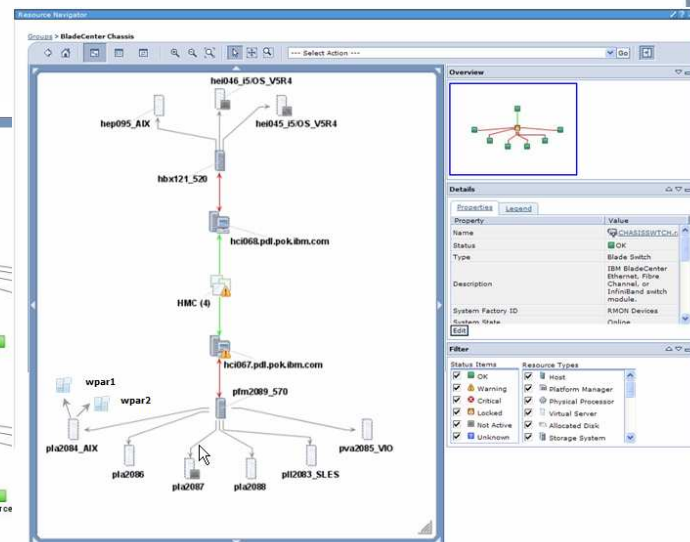 Resource Navigator
Groups > BladeCenter Chassis
--- Select Action ---
Go
hei046_i5/OS_V5R4
hep095_AIX
hei045_i5/OS_V5R4
hbx121_520
hci068.pdl.pok.ibm.com
HMC (4)
hci067.pdl.pok.ibm.com
pfm2089_570
wpar1
wpar2
pla2084_AIX
pva2085_VIO
pla2086
pll2083_SLES
pla2087
pla2088
Overview
Details
Properties Legend
Property Value
Name CHASISSWTCH.r
Status OK
Type Blade Switch
Description IBM BladeCenter
Ethernet, Fibre
Channel, or
InfiniBand switch
module.
System Factory ID RMON Devices
System State Online
Edit
Filter
Status Items Resource Types
OK Host
Warning Platform Manager
Critical Physical Processor
Locked Virtual Server
Not Active Allocated Disk
Unknown Storage System
rce